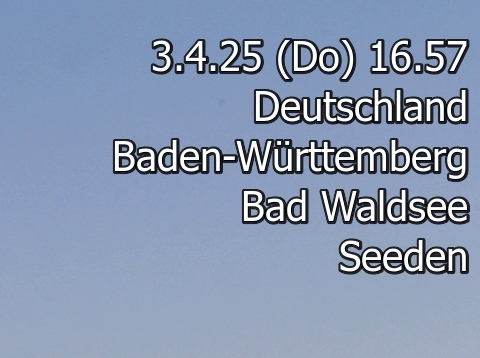 3.4.25 (Do) 16.57
Deutschland
Baden-Württemberg
Bad Waldsee
Seeden